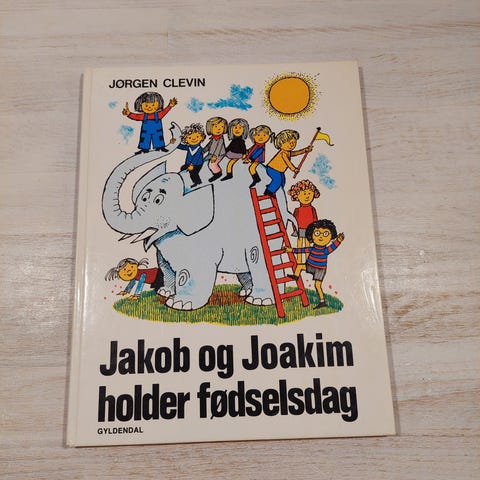 JØRGEN CLEVIN
Jakob og Joakim
holder fødselsdag
GYLDENDAL